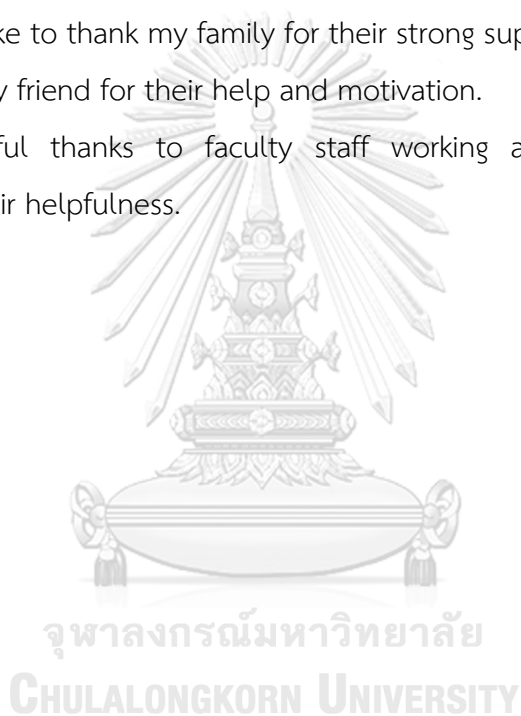 ke to thank my family for their strong sup
y friend for their help and motivation.
ful thanks to faculty staff working a
ir helpfulness.
จุฬาลงกรณ์มหาวิทยาลัย
CHULALONGKORN UNIVERSITY